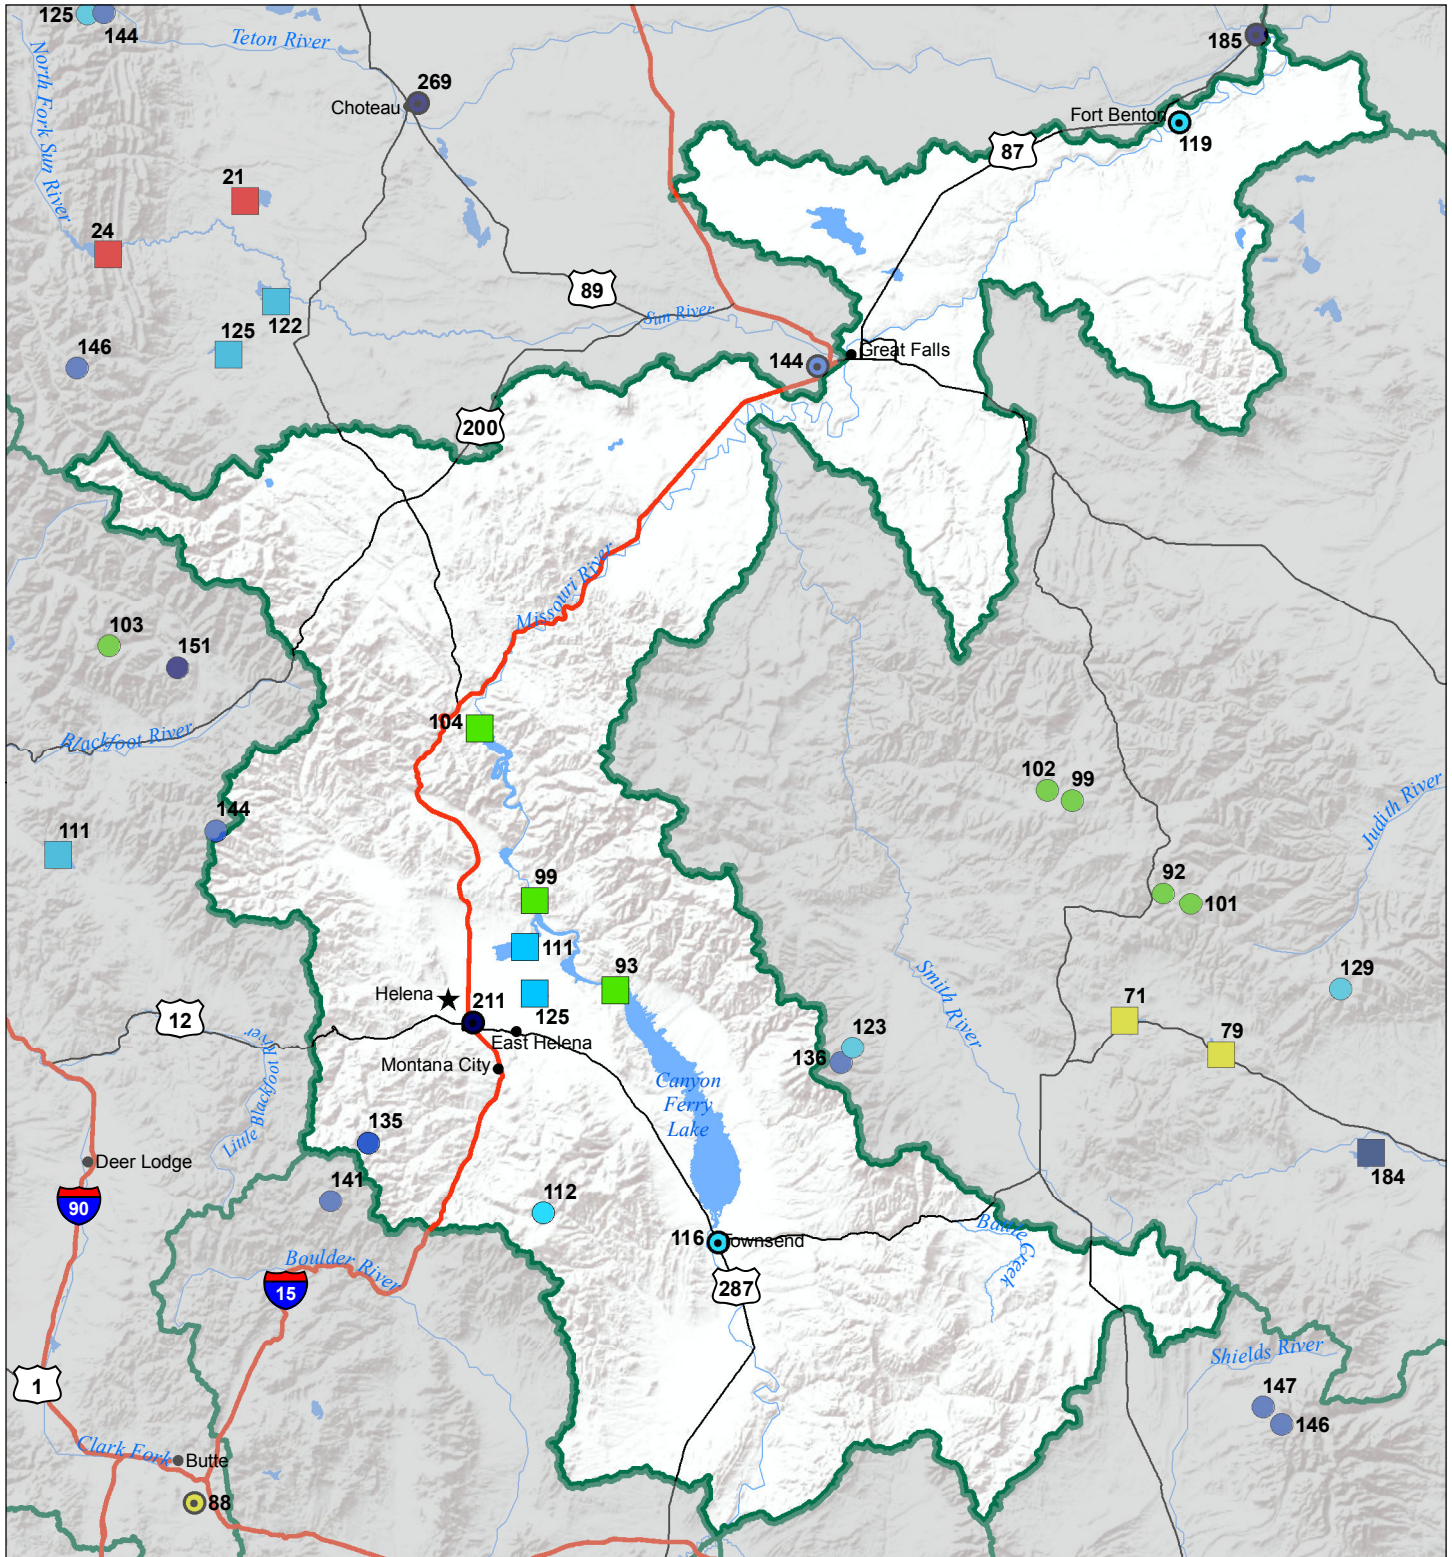 125
144
Teton River
North Fork Sun River
269
Choteau
185
Fort Benton
119
87
21
24
89
122
125
146
Sun River
144
Great Falls
200
Missouri River
103
151
Blackfoot River
104
102
99
Judith River
144
111
99
92
101
111
93
Smith River
129
Helena
211
125
71
12
East Helena
123
79
Little Blackfoot River
Montana City
136
Canyon
Ferry
Lake
135
Deer Lodge
184
141
112
90
116
Townsend
Battle Creek
Boulder River
15
287
Shields River
1
147
146
Clark Fork
Butte
88